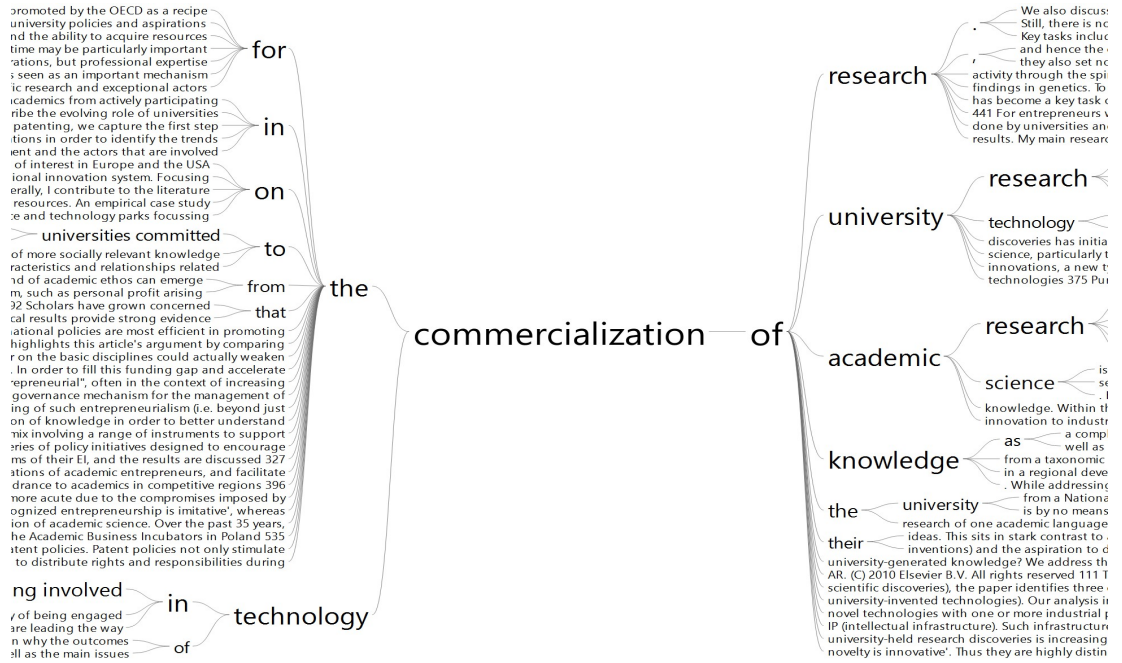 promoted by the OECD as a recipe
university policies and aspirations
nd the ability to acquire resources
time may be particularly important
rations, but professional expertise
s seen as an important mechanism
fic research and exceptional actors
for
academics from actively participating
ribe the evolving role of universities
patenting, we capture the first step
tions in order to identify the trends
ent and the actors that are involved
in
of interest in Europe and the USA
ional innovation system. Focusing
erally, I contribute to the literature
resources. An empirical case study
e and technology parks focussing
on
universities committed
of more socially relevant knowledge
racteristics and relationships related
to
nd of academic ethos can emerge
m, such as personal profit arising
from
92 Scholars have grown concerned
cal results provide strong evidence
that
national policies are most efficient in promoting
highlights this article's argument by comparing
r on the basic disciplines could actually weaken
. In order to fill this funding gap and accelerate
repreneurial", often in the context of increasing
governance mechanism for the management of
ing of such entrepreneurialism (i.e. beyond just
on of knowledge in order to better understand
mix involving a range of instruments to support
eries of policy initiatives designed to encourage
ms of their EI, and the results are discussed 327
ations of academic entrepreneurs, and facilitate
drance to academics in competitive regions 396
more acute due to the compromises imposed by
ognized entrepreneurship is imitative', whereas
ion of academic science. Over the past 35 years,
he Academic Business Incubators in Poland 535
atent policies. Patent policies not only stimulate
to distribute rights and responsibilities during
the
ng involved
y of being engaged
are leading the way
in
n why the outcomes
ell as the main issues
of
technology
commercialization
of
research
.
We also discuss
Still, there is no
Key tasks includ
,
and hence the
they also set no
activity through the spi
findings in genetics. To
has become a key task
441 For entrepreneurs
done by universities an
results. My main resear
university
research
technology
discoveries has initia
science, particularly t
innovations, a new t
technologies 375 Pur
academic
research
science
is
se
.
knowledge. Within th
innovation to industr
knowledge
as
a compl
well as
from a taxonomic
in a regional deve
. While addressing
the
university
from a Nationa
is by no means
research of one academic language
their
ideas. This sits in stark contrast to
inventions) and the aspiration to d
university-generated knowledge? We address th
AR. (C) 2010 Elsevier B.V. All rights reserved 111 T
scientific discoveries), the paper identifies three
university-invented technologies). Our analysis i
novel technologies with one or more industrial p
IP (intellectual infrastructure). Such infrastructure
university-held research discoveries is increasing
novelty is innovative'. Thus they are highly distin